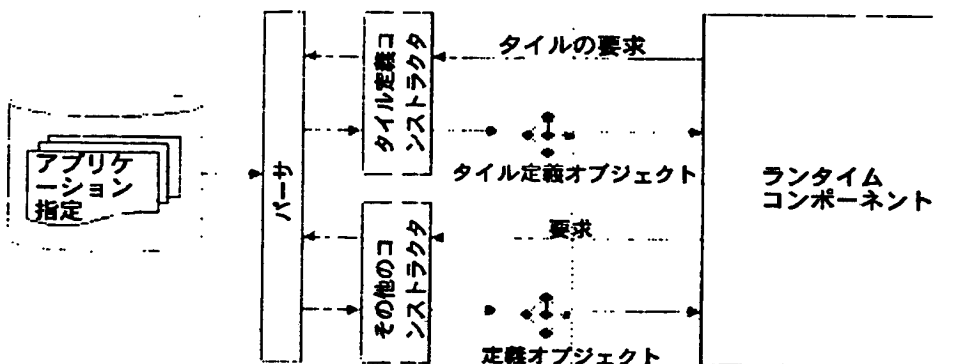 アプリケ
ーション
指定
パーサ
タイル定義コ
ンストラクタ
その他のコ
ンストラクタ
タイルの要求
タイル定義オブジェクト
要求
定義オブジェクト
ランタイム
コンポーネント